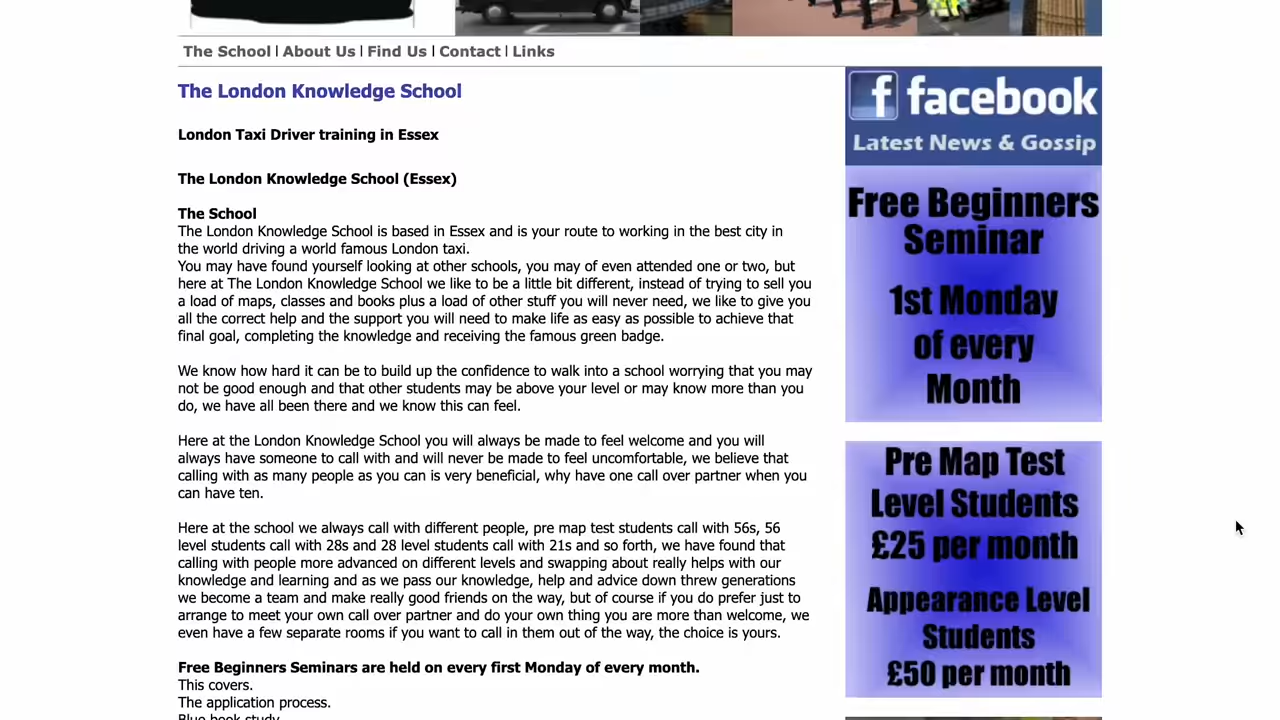 The School | About Us | Find Us | Contact | Links
The London Knowledge School
London Taxi Driver training in Essex
The London Knowledge School (Essex)
The School
The London Knowledge School is based in Essex and is your route to working in the best city in
the world driving a world famous London taxi.
You may have found yourself looking at other schools, you may of even attended one or two, but
here at The London Knowledge School we like to be a little bit different, instead of trying to sell you
a load of maps, classes and books plus a load of other stuff you will never need, we like to give you
all the correct help and the support you will need to make life as easy as possible to achieve that
final goal, completing the knowledge and receiving the famous green badge.
We know how hard it can be to build up the confidence to walk into a school worrying that you may
not be good enough and that other students may be above your level or may know more than you
do, we have all been there and we know this can feel.
Here at the London Knowledge School you will always be made to feel welcome and you will
always have someone to call with and will never be made to feel uncomfortable, we believe that
calling with as many people as you can is very beneficial, why have one call over partner when you
can have ten.
Here at the school we always call with different people, pre map test students call with 56s, 56
level students call with 28s and 28 level students call with 21s and so forth, we have found that
calling with people more advanced on different levels and swapping about really helps with our
knowledge and learning and as we pass our knowledge, help and advice down threw generations
we become a team and make really good friends on the way, but of course if you do prefer just to
arrange to meet your own call over partner and do your own thing you are more than welcome, we
even have a few separate rooms if you want to call in them out of the way, the choice is yours.
Free Beginners Seminars are held on every first Monday of every month.
This covers.
The application process.
Blue book study
f facebook
Latest News & Gossip
Free Beginners
Seminar
1st Monday
of every
Month
Pre Map Test
Level Students
£25 per month
Appearance Level
Students
£50 per month